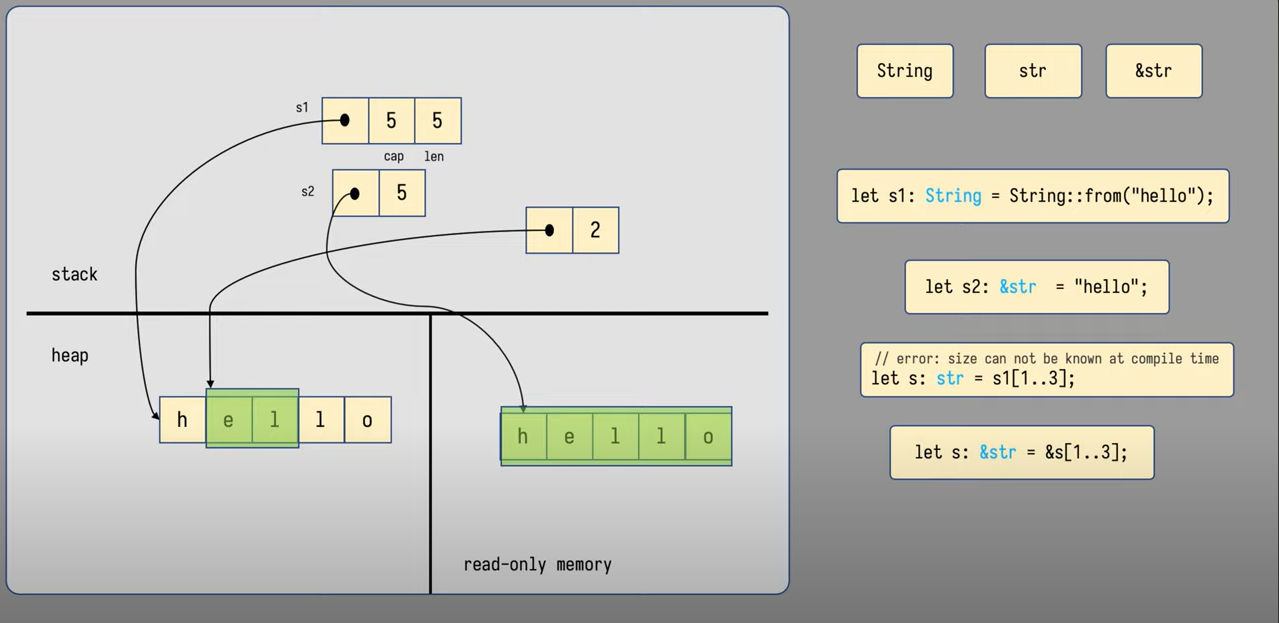 s1
5 5
cap len
s2
5
2
stack
heap
h e l l o
h e l l o
read-only memory
String str &str
let s1: String = String::from("hello");
let s2: &str = "hello";
// error: size can not be known at compile time
let s: str = s1[1..3];
let s: &str = &s[1..3];